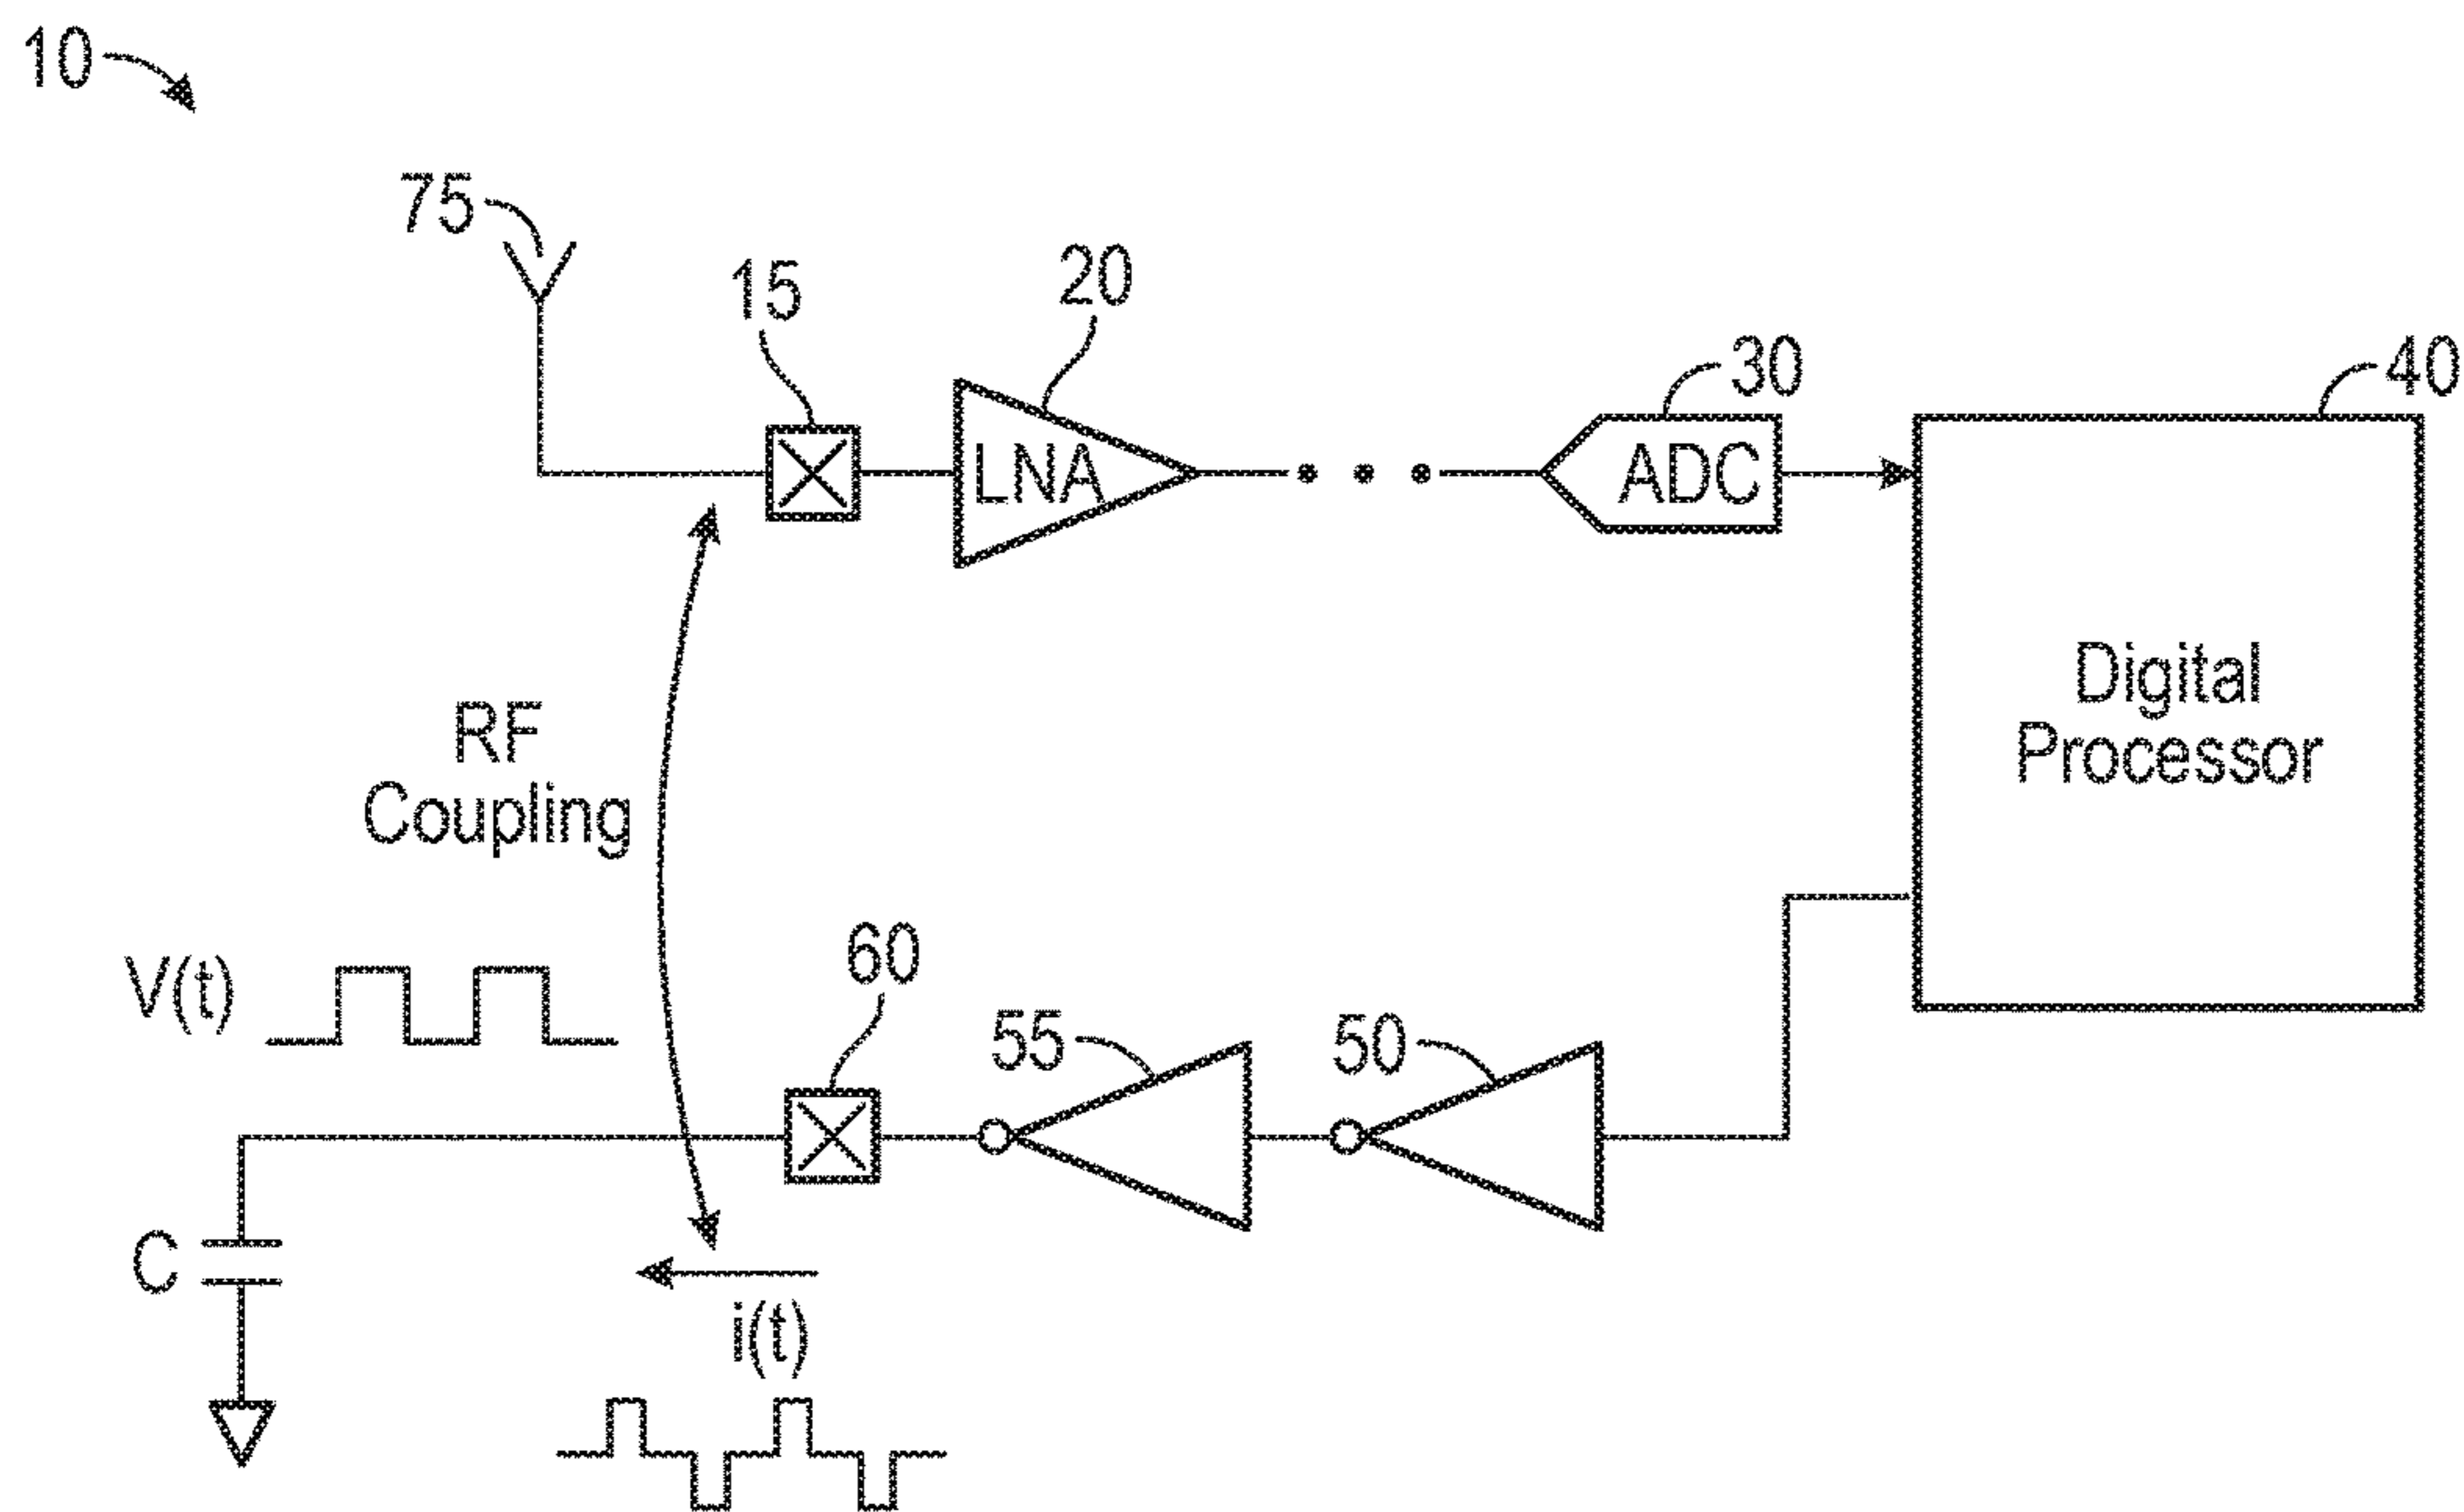 10
75
15
20
30
40
LNA
ADC
Digital
Processor
RF
Coupling
V(t)
60
55
50
C
i(t)